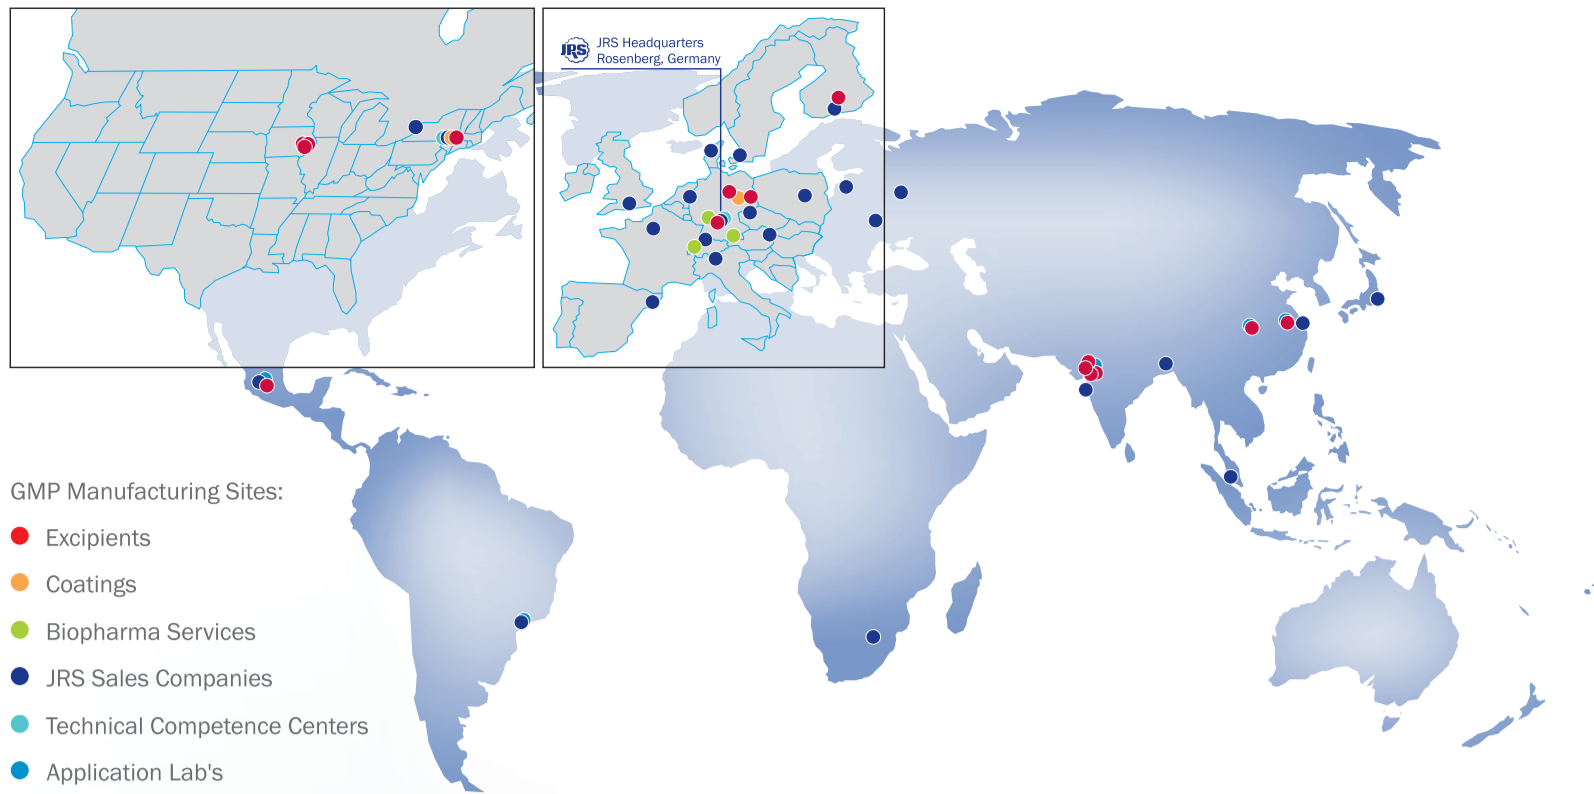 JRS
JRS Headquarters
Rosenberg, Germany
GMP Manufacturing Sites:
Excipients
Coatings
Biopharma Services
JRS Sales Companies
Technical Competence Centers
Application Lab's